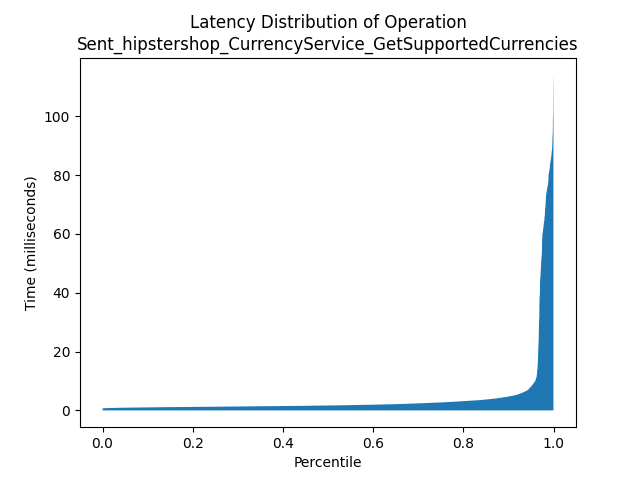 Latency Distribution of Operation
Sent_hipstershop_CurrencyService_GetSupportedCurrencies
Time (milliseconds)
100
80
60
40
20
0
0.0 0.2 0.4 0.6 0.8 1.0
Percentile